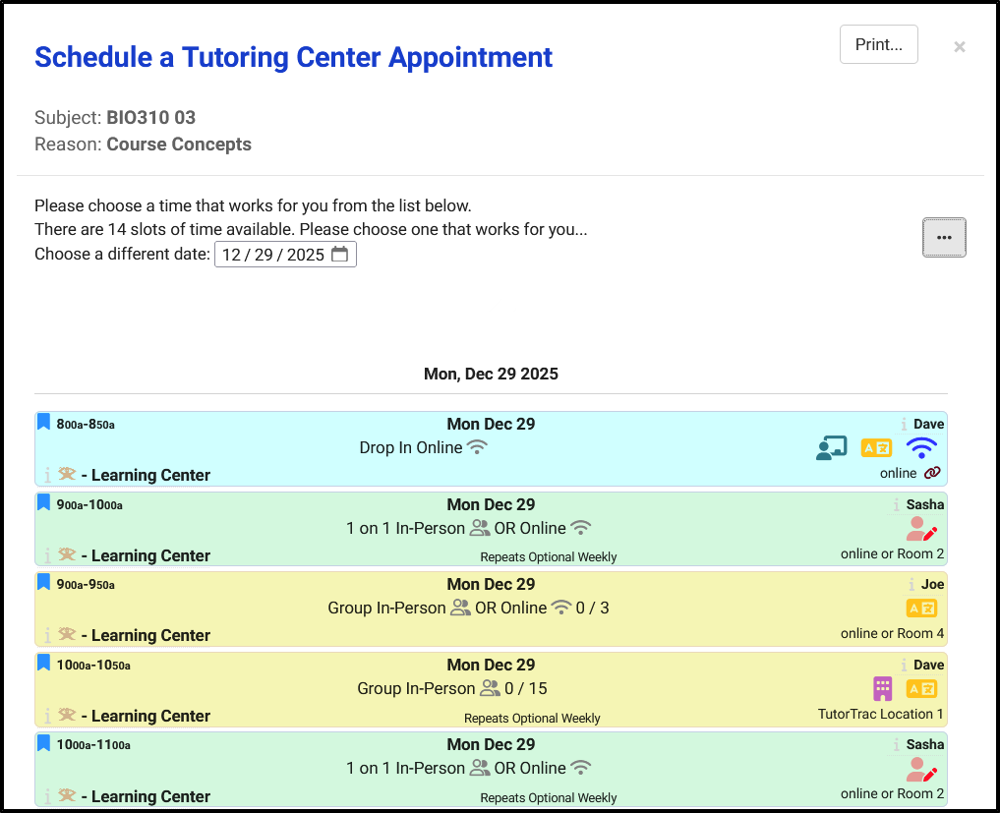 Schedule a Tutoring Center Appointment
Print...
×
Subject: BIO310 03
Reason: Course Concepts
Please choose a time that works for you from the list below.
There are 14 slots of time available. Please choose one that works for you...
Choose a different date: 12 / 29 / 2025
...
Mon, Dec 29 2025
800a-850a Mon Dec 29 i Dave
Drop In Online
A
online
i - Learning Center
900a-1000a Mon Dec 29 i Sasha
1 on 1 In-Person OR Online
i - Learning Center Repeats Optional Weekly online or Room 2
900a-950a Mon Dec 29 i Joe
Group In-Person OR Online 0 / 3 A
i - Learning Center online or Room 4
1000a-1050a Mon Dec 29 i Dave
Group In-Person 0 / 15 A
i - Learning Center Repeats Optional Weekly TutorTrac Location 1
1000a-1100a Mon Dec 29 i Sasha
1 on 1 In-Person OR Online
i - Learning Center Repeats Optional Weekly online or Room 2